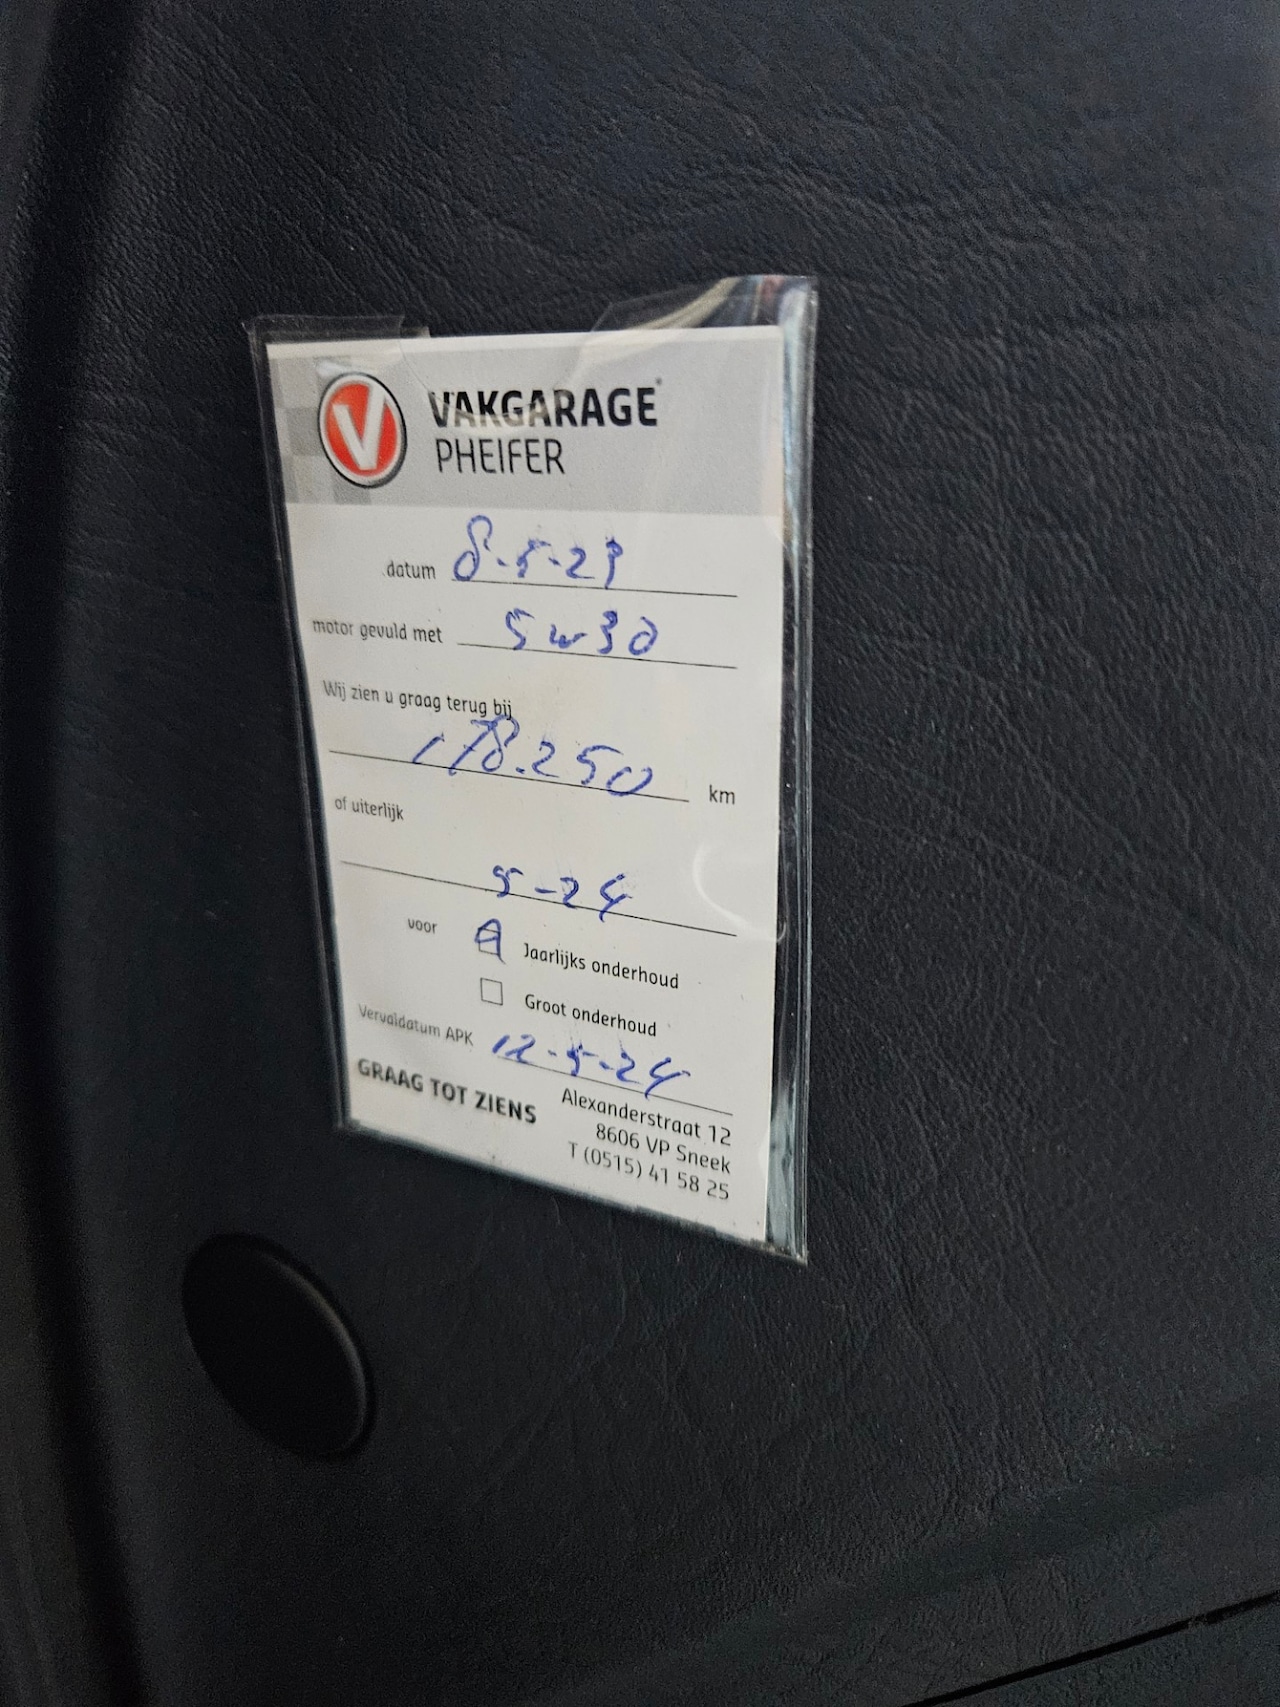 V
VAKGARAGE
PHEIFER
datum 8-5-23
motor gevuld met 5w30
Wij zien u graag terug bij
178.250 km
of uiterlijk
5-24
voor
Jaarlijks onderhoud
Groot onderhoud
Vervaldatum APK 12-5-24
GRAAG TOT ZIENS
Alexanderstraat 12
8606 VP Sneek
T (0515) 41 58 25